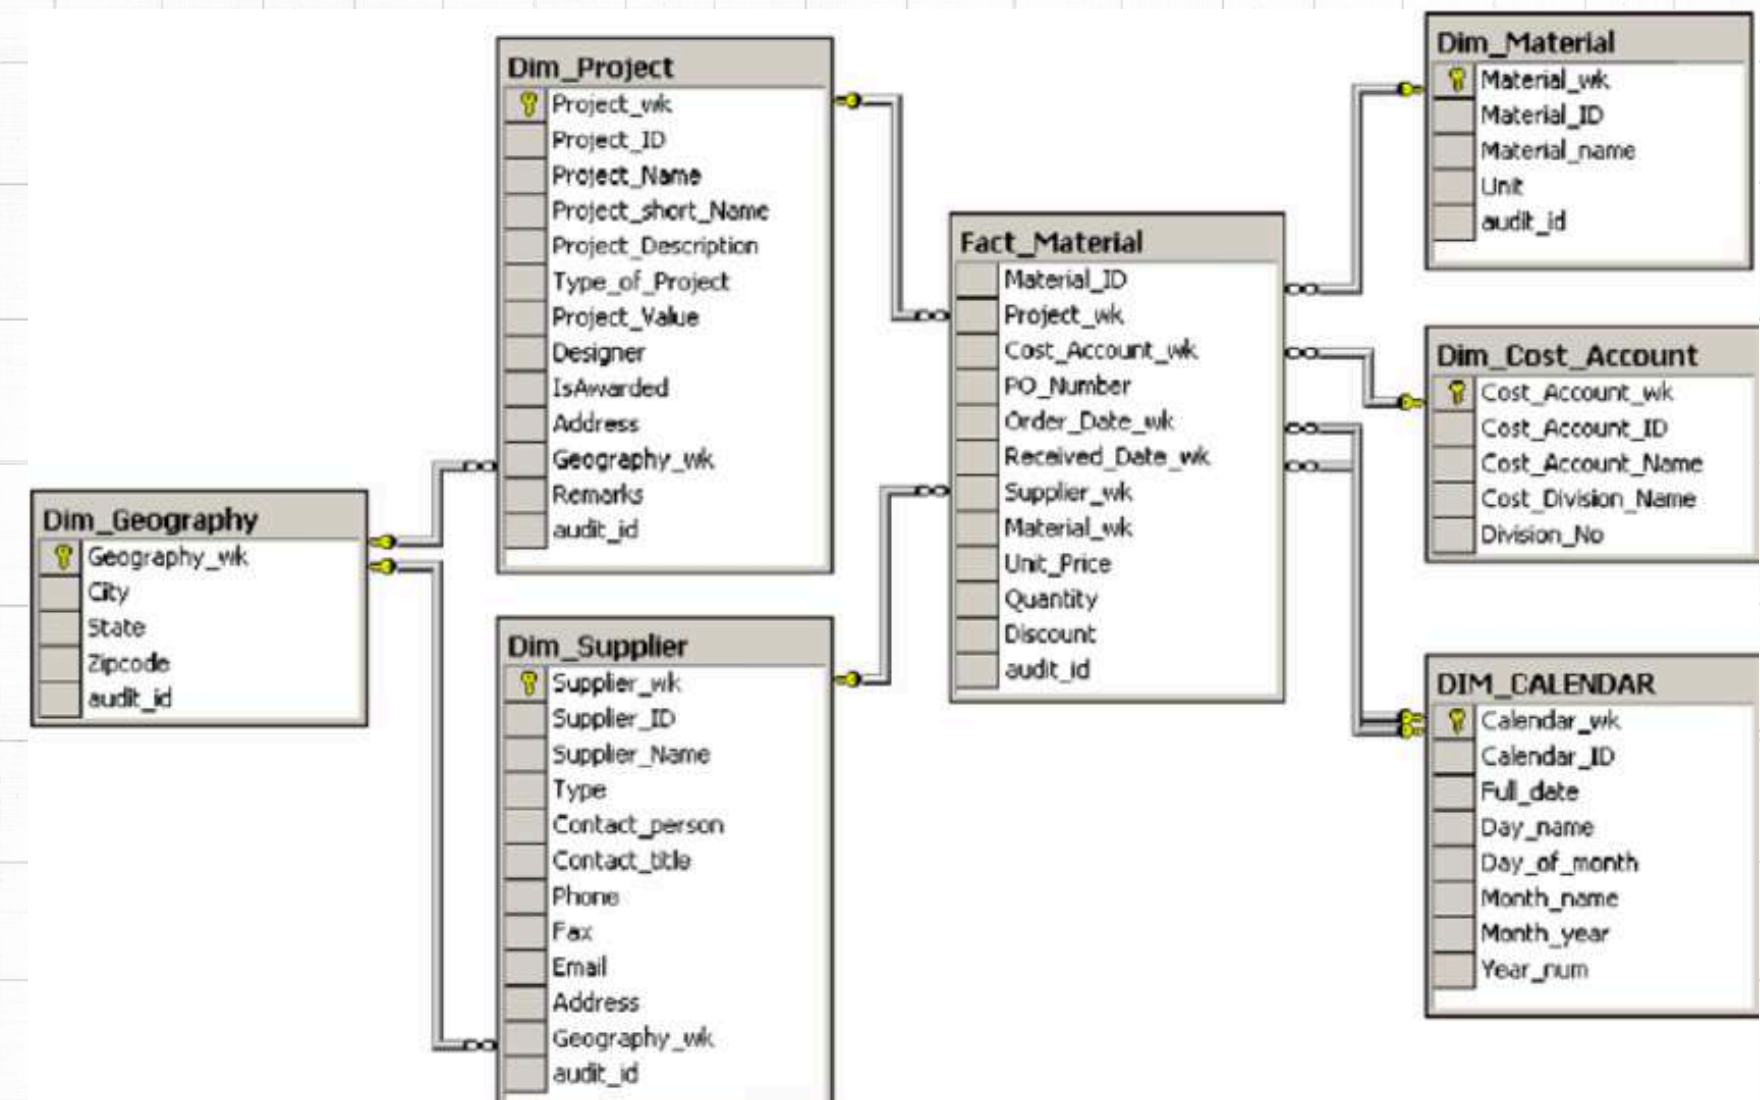 Dim_Project
Project_wk
Project_ID
Project_Name
Project_short_Name
Project_Description
Type_of_Project
Project_Value
Designer
IsAwarded
Address
Geography_wk
Remarks
audit_id
Dim_Geography
Geography_wk
City
State
Zipcode
audit_id
Dim_Supplier
Supplier_wk
Supplier_ID
Supplier_Name
Type
Contact_person
Contact_title
Phone
Fax
Email
Address
Geography_wk
audit_id
Fact_Material
Material_ID
Project_wk
Cost_Account_wk
PO_Number
Order_Date_wk
Received_Date_wk
Supplier_wk
Material_wk
Unit_Price
Quantity
Discount
audit_id
Dim_Material
Material_wk
Material_ID
Material_name
Unit
audit_id
Dim_Cost_Account
Cost_Account_wk
Cost_Account_ID
Cost_Account_Name
Cost_Division_Name
Division_No
DIM_CALENDAR
Calendar_wk
Calendar_ID
Full_date
Day_name
Day_of_month
Month_name
Month_year
Year_num